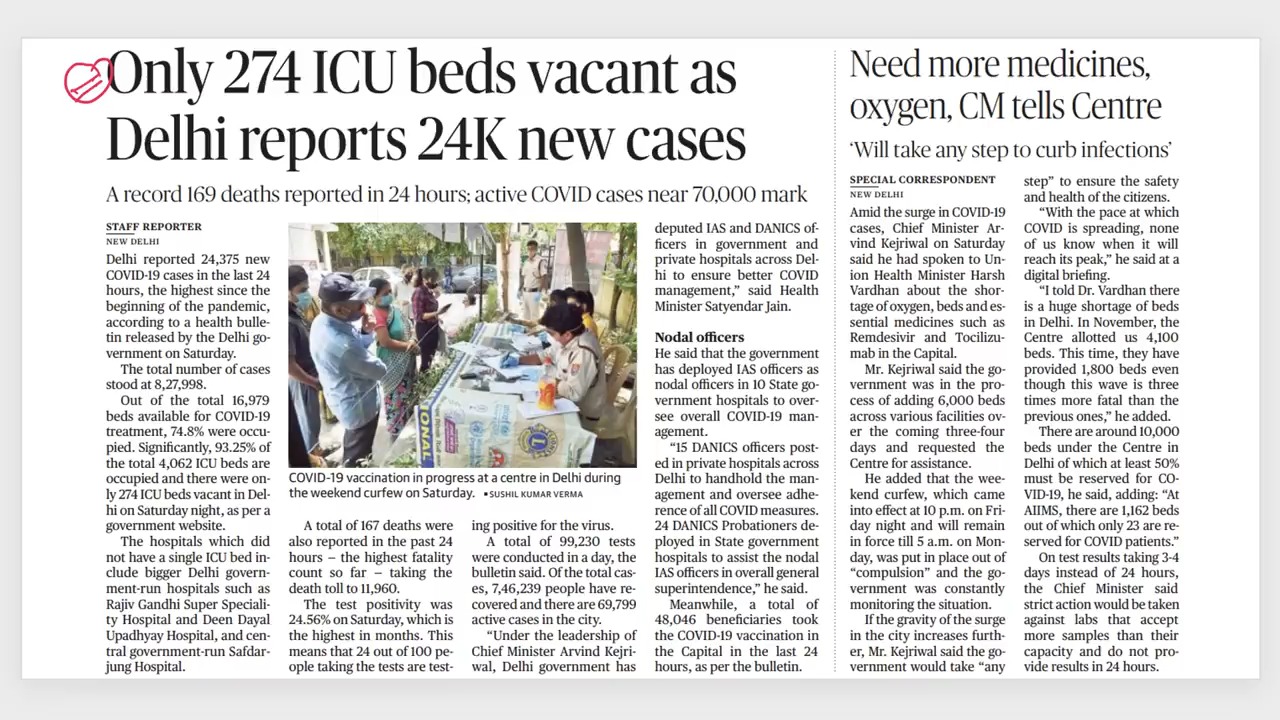 Only 274 ICU beds vacant as
Delhi reports 24K new cases
A record 169 deaths reported in 24 hours; active COVID cases near 70,000 mark
STAFF REPORTER
NEW DELHI
Delhi reported 24,375 new
COVID-19 cases in the last 24
hours, the highest since the
beginning of the pandemic,
according to a health bulle-
tin released by the Delhi go-
vernment on Saturday.
The total number of cases
stood at 8,27,998.
Out of the total 16,979
beds available for COVID-19
treatment, 74.8% were occu-
pied. Significantly, 93.25% of
the total 4,062 ICU beds are
occupied and there were on-
ly 274 ICU beds vacant in Del-
hi on Saturday night, as per a
government website.
The hospitals which did
not have a single ICU bed in-
clude bigger Delhi govern-
ment-run hospitals such as
Rajiv Gandhi Super Speciali-
ty Hospital and Deen Dayal
Upadhyay Hospital, and cen-
tral government-run Safdar-
jung Hospital.
IONAL
COVID-19 vaccination in progress at a centre in Delhi during
the weekend curfew on Saturday. ▪SUSHIL KUMAR VERMA
A total of 167 deaths were
also reported in the past 24
hours – the highest fatality
count so far – taking the
death toll to 11,960.
The test positivity was
24.56% on Saturday, which is
the highest in months. This
means that 24 out of 100 peo-
ple taking the tests are test-
ing positive for the virus.
A total of 99,230 tests
were conducted in a day, the
bulletin said. Of the total cas-
es, 7,46,239 people have re-
covered and there are 69,799
active cases in the city.
“Under the leadership of
Chief Minister Arvind Kejri-
wal, Delhi government has
deputed IAS and DANICS of-
ficers in government and
private hospitals across Del-
hi to ensure better COVID
management,” said Health
Minister Satyendar Jain.
Nodal officers
He said that the government
has deployed IAS officers as
nodal officers in 10 State go-
vernment hospitals to over-
see overall COVID-19 man-
agement.
“15 DANICS officers post-
ed in private hospitals across
Delhi to handhold the man-
agement and oversee adhe-
rence of all COVID measures.
24 DANICS Probationers de-
ployed in State government
hospitals to assist the nodal
IAS officers in overall general
superintendence,” he said.
Meanwhile, a total of
48,046 beneficiaries took
the COVID-19 vaccination in
the Capital in the last 24
hours, as per the bulletin.
Need more medicines,
oxygen, CM tells Centre
‘Will take any step to curb infections’
SPECIAL CORRESPONDENT
NEW DELHI
Amid the surge in COVID-19
cases, Chief Minister Ar-
vind Kejriwal on Saturday
said he had spoken to Un-
ion Health Minister Harsh
Vardhan about the shor-
tage of oxygen, beds and es-
sential medicines such as
Remdesivir and Tocilizu-
mab in the Capital.
Mr. Kejriwal said the go-
vernment was in the pro-
cess of adding 6,000 beds
across various facilities ov-
er the coming three-four
days and requested the
Centre for assistance.
He added that the wee-
kend curfew, which came
into effect at 10 p.m. on Fri-
day night and will remain
in force till 5 a.m. on Mon-
day, was put in place out of
“compulsion” and the go-
vernment was constantly
monitoring the situation.
If the gravity of the surge
in the city increases furth-
er, Mr. Kejriwal said the go-
vernment would take “any
step” to ensure the safety
and health of the citizens.
“With the pace at which
COVID is spreading, none
of us know when it will
reach its peak,” he said at a
digital briefing.
“I told Dr. Vardhan there
is a huge shortage of beds
in Delhi. In November, the
Centre allotted us 4,100
beds. This time, they have
provided 1,800 beds even
though this wave is three
times more fatal than the
previous ones,” he added.
There are around 10,000
beds under the Centre in
Delhi of which at least 50%
must be reserved for CO-
VID-19, he said, adding: “At
AIIMS, there are 1,162 beds
out of which only 23 are re-
served for COVID patients.”
On test results taking 3-4
days instead of 24 hours,
the Chief Minister said
strict action would be taken
against labs that accept
more samples than their
capacity and do not pro-
vide results in 24 hours.